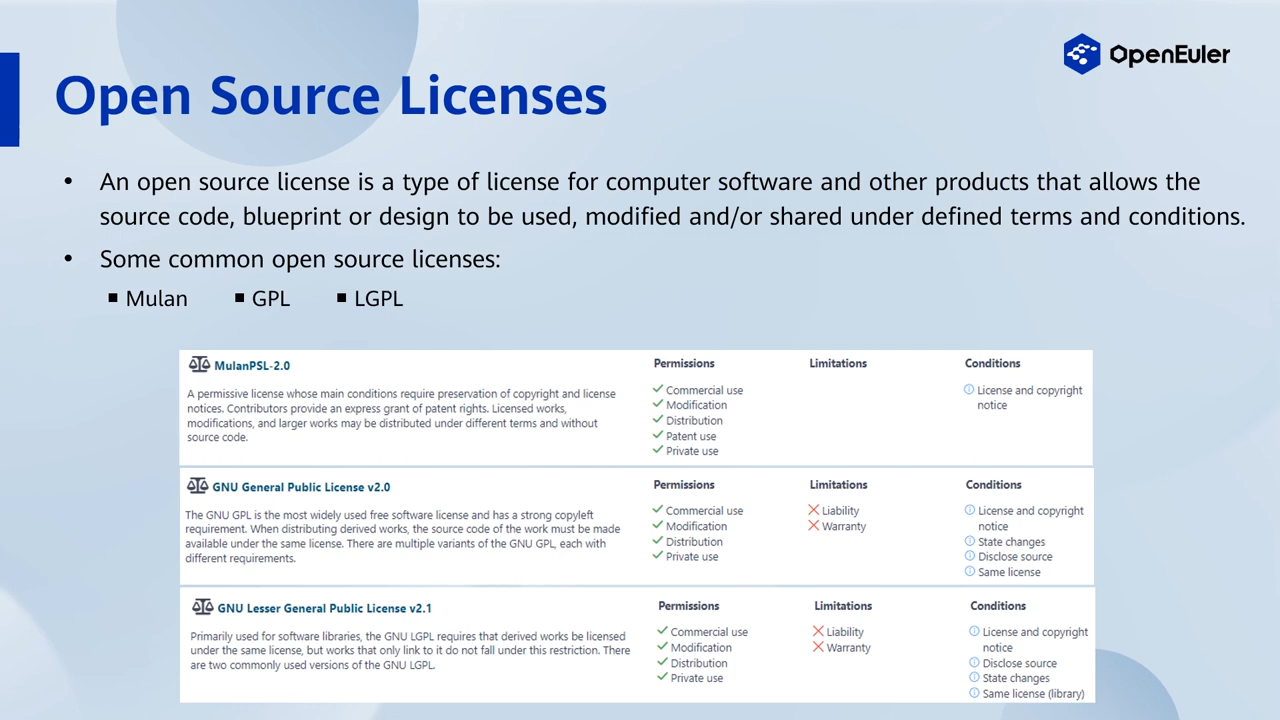 OpenEuler
Open Source Licenses
• An open source license is a type of license for computer software and other products that allows the
source code, blueprint or design to be used, modified and/or shared under defined terms and conditions.
• Some common open source licenses:
▪ Mulan ▪ GPL ▪ LGPL
MulanPSL-2.0
A permissive license whose main conditions require preservation of copyright and license
notices. Contributors provide an express grant of patent rights. Licensed works,
modifications, and larger works may be distributed under different terms and without
source code.
Permissions
Commercial use
Modification
Distribution
Patent use
Private use
Limitations
Conditions
License and copyright
notice
GNU General Public License v2.0
The GNU GPL is the most widely used free software license and has a strong copyleft
requirement. When distributing derived works, the source code of the work must be made
available under the same license. There are multiple variants of the GNU GPL, each with
different requirements.
Permissions
Commercial use
Modification
Distribution
Private use
Limitations
Liability
Warranty
Conditions
License and copyright
notice
State changes
Disclose source
Same license
GNU Lesser General Public License v2.1
Primarily used for software libraries, the GNU LGPL requires that derived works be licensed
under the same license, but works that only link to it do not fall under this restriction. There
are two commonly used versions of the GNU LGPL.
Permissions
Commercial use
Modification
Distribution
Private use
Limitations
Liability
Warranty
Conditions
License and copyright
notice
Disclose source
State changes
Same license (library)